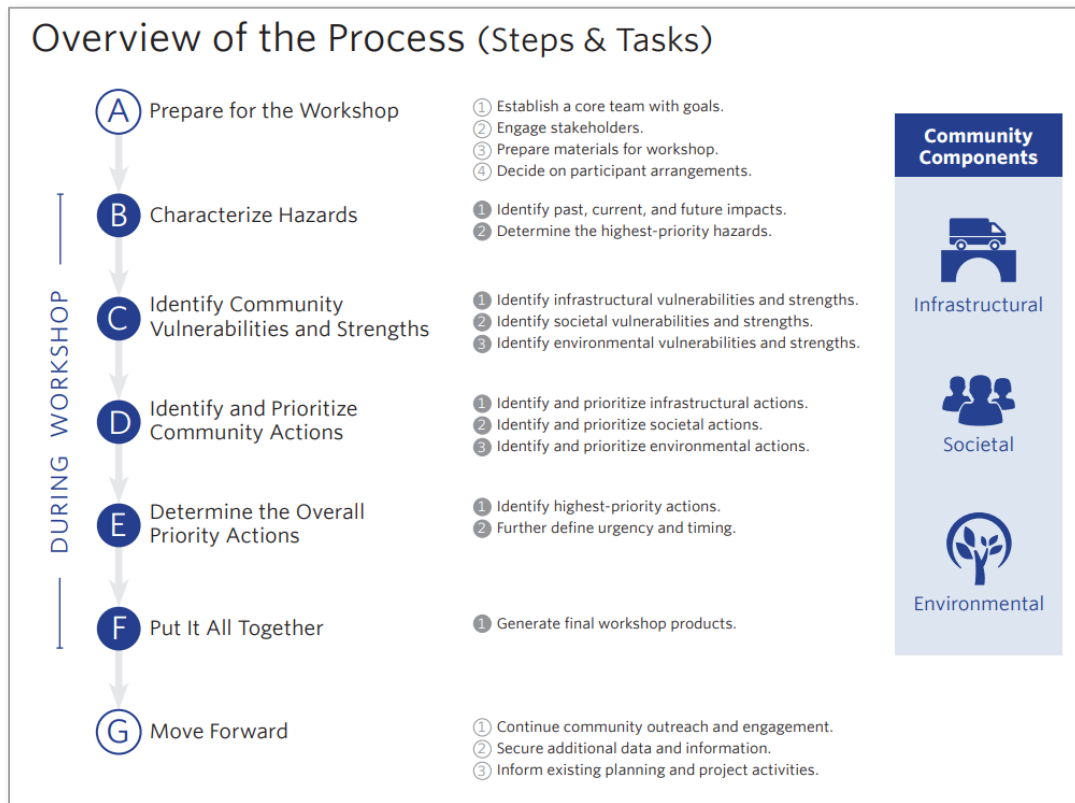 Overview of the Process (Steps & Tasks)
A Prepare for the Workshop
1 Establish a core team with goals.
2 Engage stakeholders.
3 Prepare materials for workshop.
4 Decide on participant arrangements.
DURING WORKSHOP
B Characterize Hazards
1 Identify past, current, and future impacts.
2 Determine the highest-priority hazards.
C Identify Community
Vulnerabilities and Strengths
1 Identify infrastructural vulnerabilities and strengths.
2 Identify societal vulnerabilities and strengths.
3 Identify environmental vulnerabilities and strengths.
D Identify and Prioritize
Community Actions
1 Identify and prioritize infrastructural actions.
2 Identify and prioritize societal actions.
3 Identify and prioritize environmental actions.
E Determine the Overall
Priority Actions
1 Identify highest-priority actions.
2 Further define urgency and timing.
F Put It All Together
1 Generate final workshop products.
G Move Forward
1 Continue community outreach and engagement.
2 Secure additional data and information.
3 Inform existing planning and project activities.
Community
Components
Infrastructural
Societal
Environmental